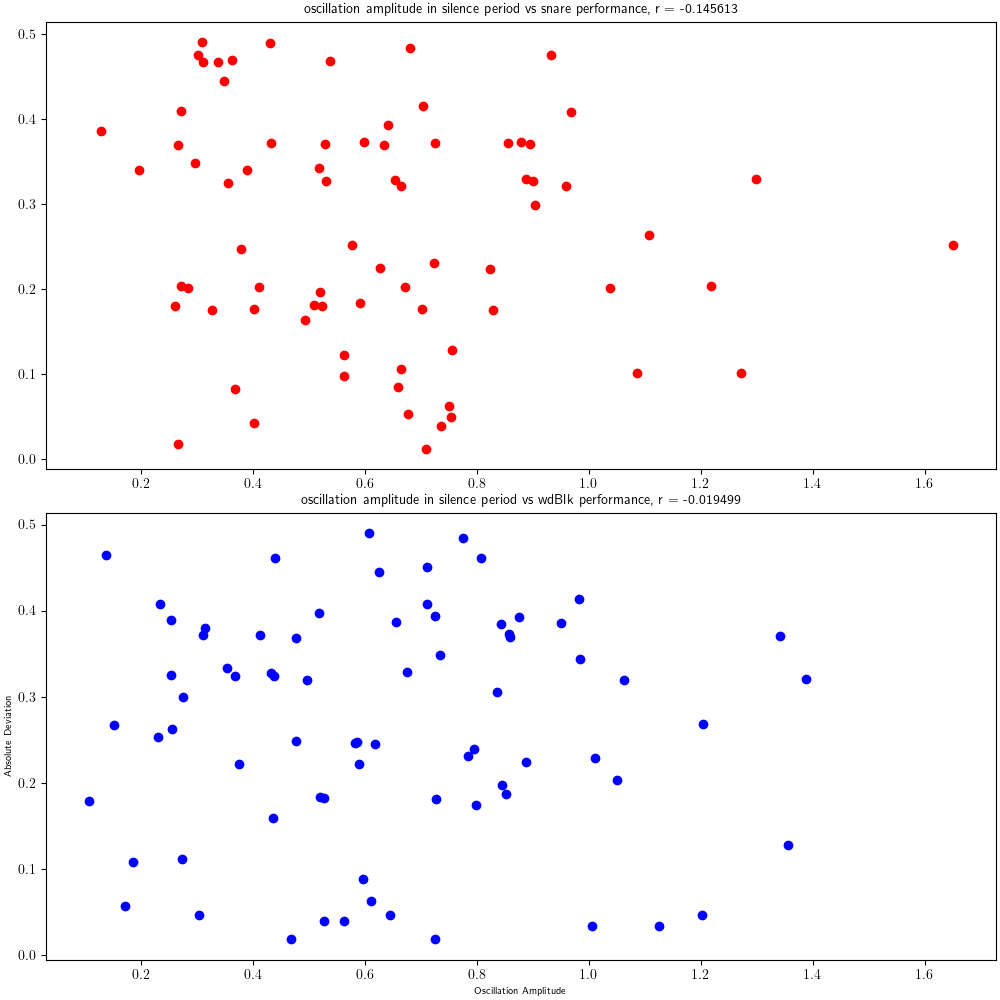 oscillation amplitude in silence period vs snare performance, r = -0.145613
0.5
0.4
0.3
0.2
0.1
0.0
0.2 0.4 0.6 0.8 1.0 1.2 1.4 1.6
oscillation amplitude in silence period vs wdBlk performance, r = -0.019499
0.5
0.4
0.3
0.2
0.1
0.0
Absolute Deviation
0.2 0.4 0.6 0.8 1.0 1.2 1.4 1.6
Oscillation Amplitude